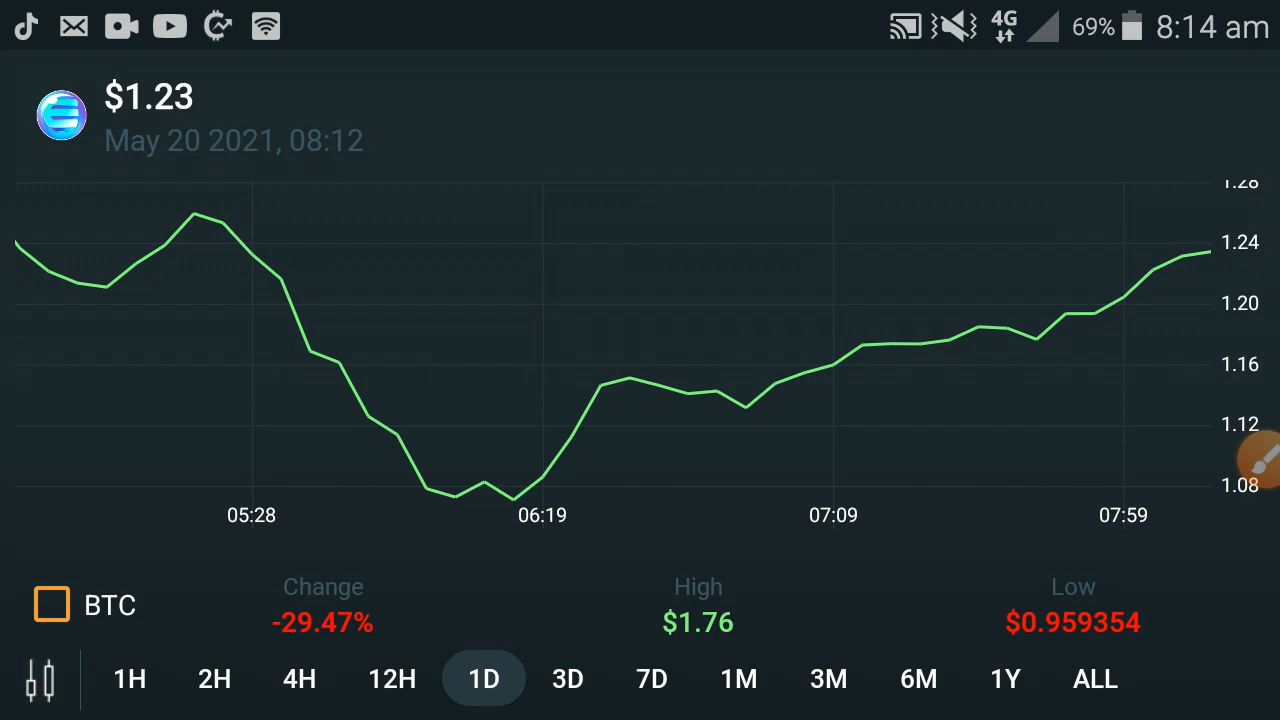 4G 69% 8:14 am
$1.23
May 20 2021, 08:12
1.28
1.24
1.20
1.16
1.12
1.08
05:28 06:19 07:09 07:59
Change High Low
BTC -29.47% $1.76 $0.959354
1H 2H 4H 12H 1D 3D 7D 1M 3M 6M 1Y ALL